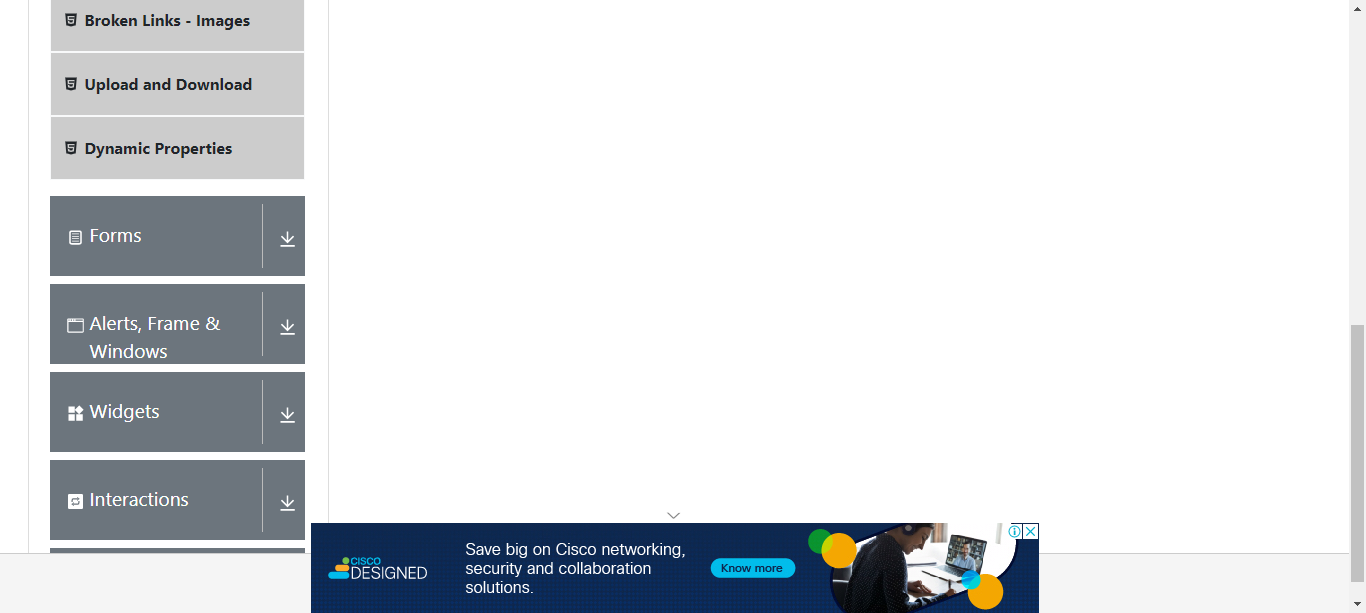 Broken Links - Images
Upload and Download
Dynamic Properties
Forms
Alerts, Frame &
Windows
Widgets
Interactions
CISCO
DESIGNED
Save big on Cisco networking,
security and collaboration
solutions.
Know more